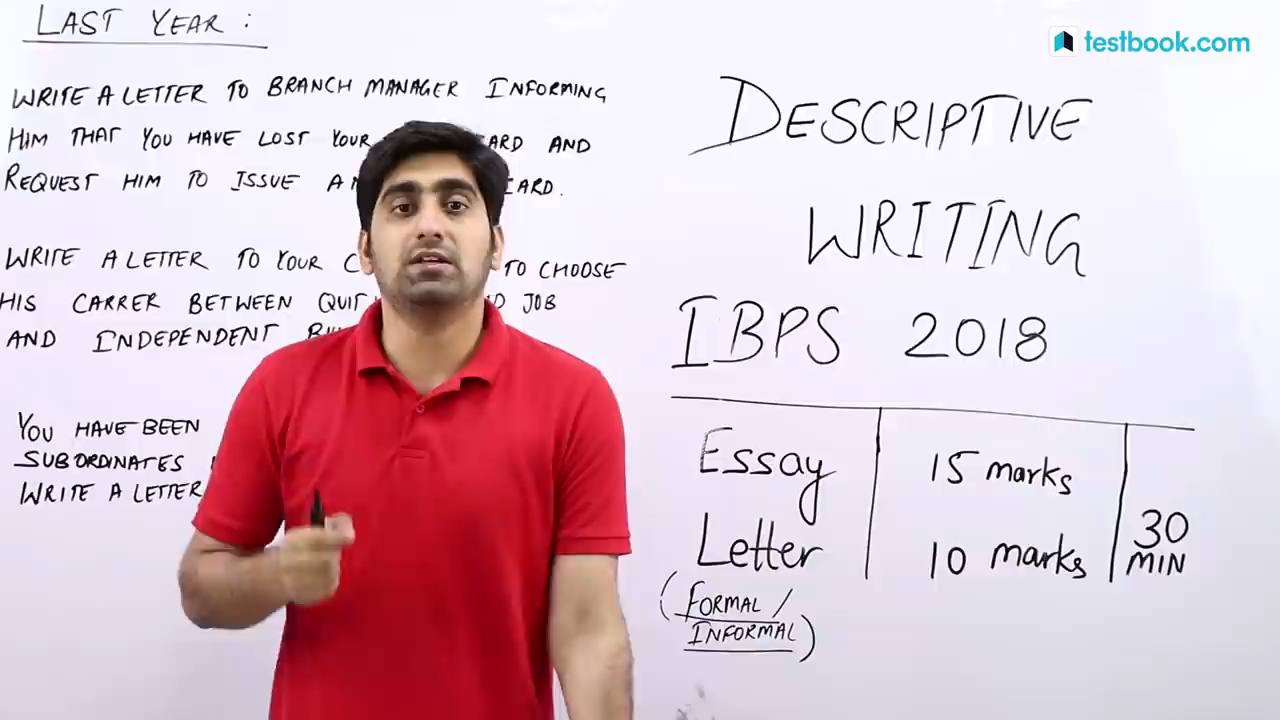 LAST YEAR :
WRITE A LETTER TO BRANCH MANAGER INFORMING
HIM THAT YOU HAVE LOST YOUR ARD AND
REQUEST HIM TO ISSUE A CARD.
WRITE A LETTER TO YOUR TO CHOOSE
HIS CARRER BETWEEN JOB
AND INDEPENDENT
YOU HAVE BEEN
SUBORDINATES
WRITE A LETTER
testbook.com
DESCRIPTIVE
WRITING
IBPS 2018
Essay 15 marks
Letter 10 marks
30
MIN
(FORMAL /
INFORMAL)